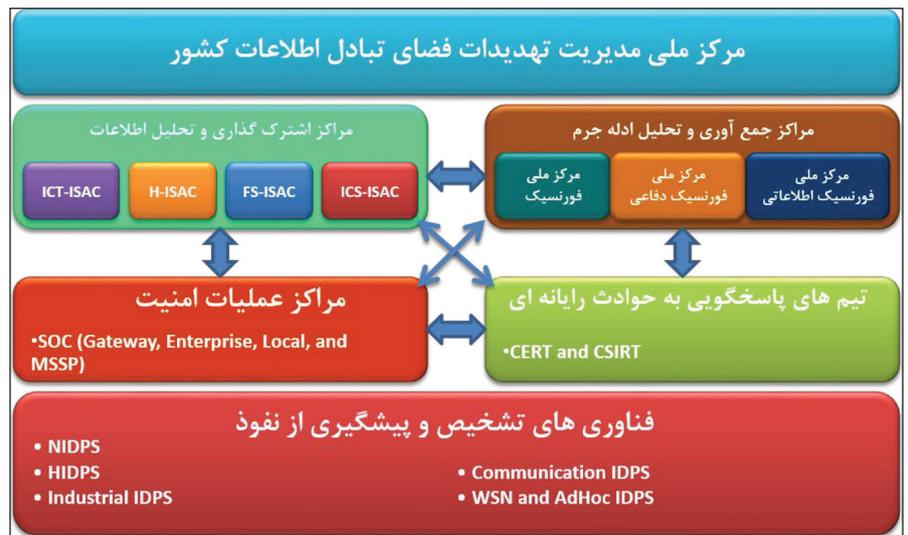 مرکز ملی مدیریت تهدیدات فضای تبادل اطلاعات کشور
مراکز جمع آوری و تحلیل ادله جرم
مرکز ملی
فورنسیک اطلاعاتی
مرکز ملی
فورنسیک دفاعی
مرکز ملی
فورنسیک
مراکز اشترک گذاری و تحلیل اطلاعات
ICT-ISAC
H-ISAC
FS-ISAC
ICS-ISAC
تیم های پاسخگویی به حوادث رایانه ای
•CERT and CSIRT
مراکز عملیات امنیت
•SOC (Gateway, Enterprise, Local, and
MSSP)
فناوری های تشخیص و پیشگیری از نفوذ
• NIDPS
• HIDPS
• Industrial IDPS
• Communication IDPS
• WSN and AdHoc IDPS